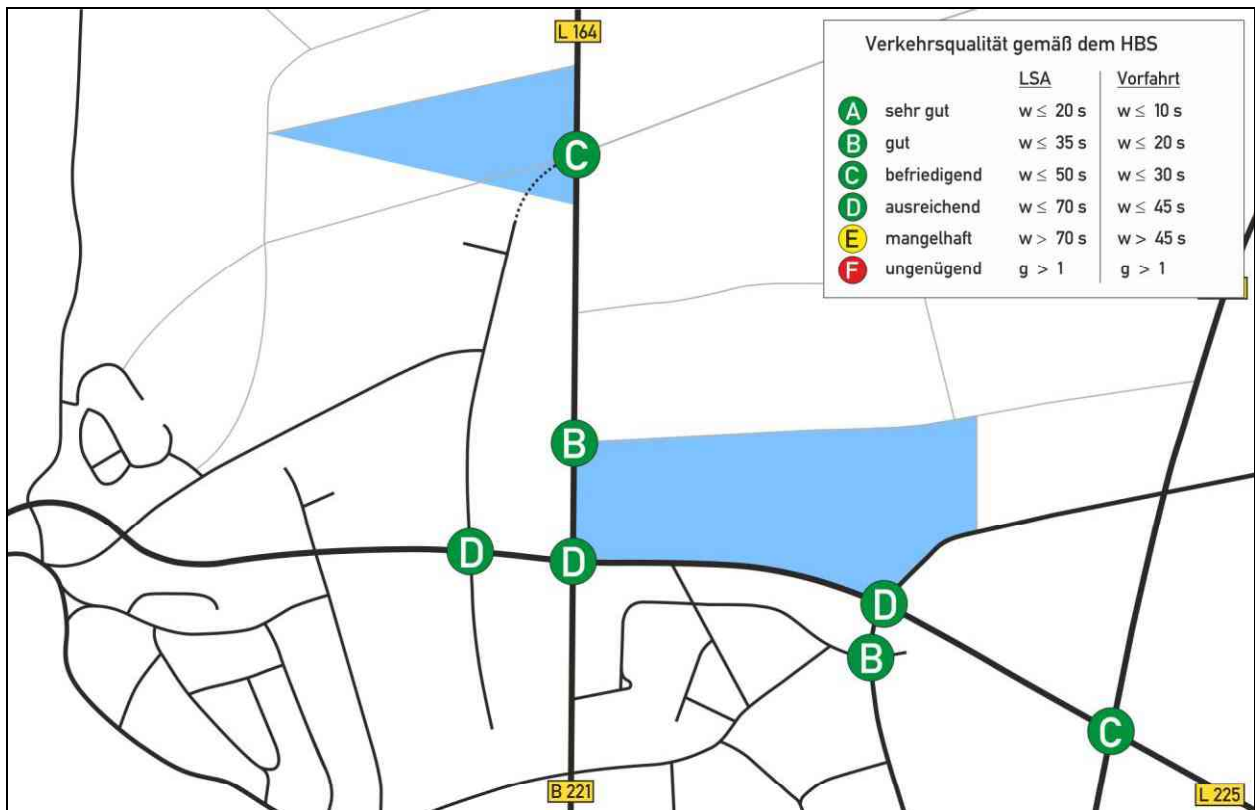 L 164
Verkehrsqualität gemäß dem HBS
LSA Vorfahrt
A sehr gut w ≤ 20 s w ≤ 10 s
B gut w ≤ 35 s w ≤ 20 s
C befriedigend w ≤ 50 s w ≤ 30 s
D ausreichend w ≤ 70 s w ≤ 45 s
E mangelhaft w > 70 s w > 45 s
F ungenügend g > 1 g > 1
C
B
D
D
D
B
C
B 221
L 225